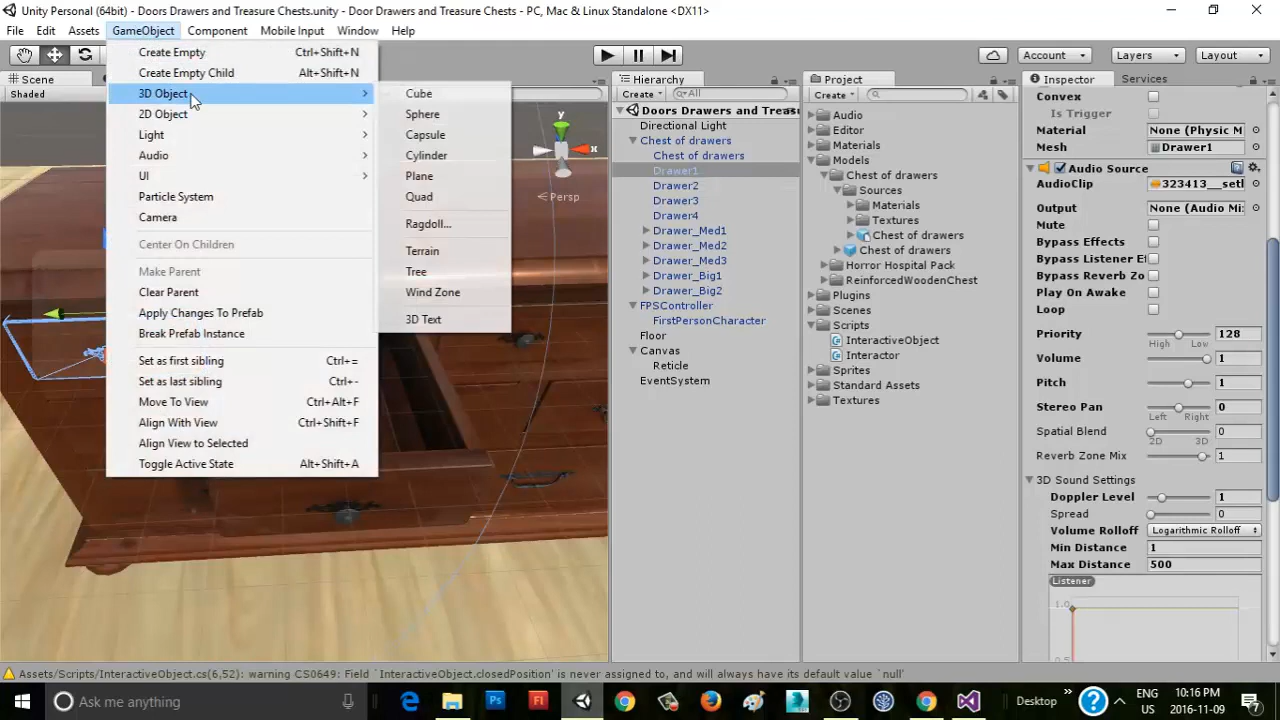 Unity Personal (64bit) - Doors Drawers and Treasure Chests.unity - Doors Drawers and Treasure Chests - PC, Mac & Linux Standalone <DX11>
File Edit Assets GameObject Component Mobile Input Window Help
Account Layers Layout
Scene
Shaded
Create Empty Ctrl+Shift+N
Create Empty Child Alt+Shift+N
3D Object
2D Object
Light
Audio
UI
Particle System
Camera
Center On Children
Make Parent
Clear Parent
Apply Changes To Prefab
Break Prefab Instance
Set as first sibling Ctrl+=
Set as last sibling Ctrl+-
Move To View Ctrl+Alt+F
Align With View Ctrl+Shift+F
Align View to Selected
Toggle Active State Alt+Shift+A
Cube
Sphere
Capsule
Cylinder
Plane
Quad
Ragdoll...
Terrain
Tree
Wind Zone
3D Text
y
x
Persp
Hierarchy
Create All
Doors Drawers and Treas
Directional Light
Chest of drawers
Chest of drawers
Drawer1
Drawer2
Drawer3
Drawer4
Drawer_Med1
Drawer_Med2
Drawer_Med3
Drawer_Big1
Drawer_Big2
FPSController
FirstPersonCharacter
Floor
Canvas
Reticle
EventSystem
Project
Create
Audio
Editor
Materials
Models
Chest of drawers
Sources
Materials
Textures
Chest of drawers
Chest of drawers
Horror Hospital Pack
ReinforcedWoodenChest
Plugins
Scenes
Scripts
InteractiveObject
Interactor
Sprites
Standard Assets
Textures
Inspector Services
Convex
Is Trigger
Material None (Physic M
Mesh Drawer1
Audio Source
AudioClip 323413__setl
Output None (Audio Mix
Mute
Bypass Effects
Bypass Listener Ef
Bypass Reverb Zo
Play On Awake
Loop
Priority 128
High Low
Volume 1
Pitch 1
Stereo Pan 0
Left Right
Spatial Blend 0
2D 3D
Reverb Zone Mix 1
3D Sound Settings
Doppler Level 1
Spread 0
Volume Rolloff Logarithmic Rolloff
Min Distance 1
Max Distance 500
Listener
1.0
0.5
Assets/Scripts/InteractiveObject.cs(6,52): warning CS0649: Field `InteractiveObject.closedPosition' is never assigned to, and will always have its default value `null'
Ask me anything
Ps
Fl
Desktop
ENG
CMS
10:16 PM
2016-11-09
7